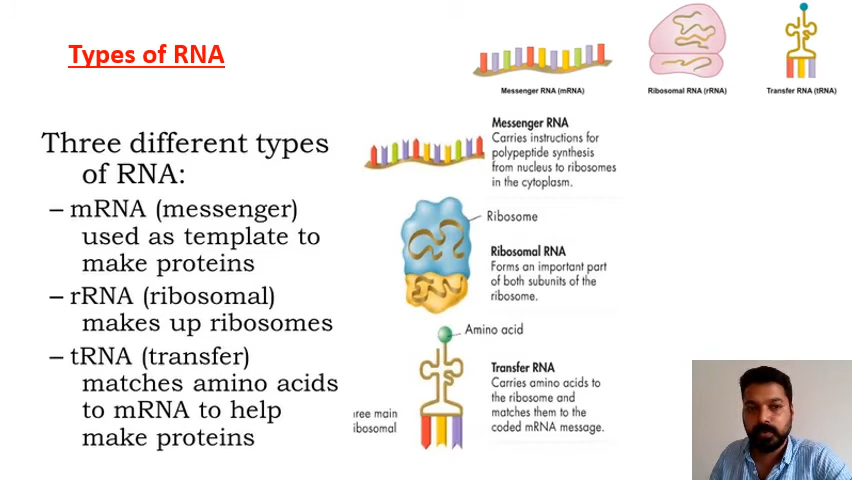 Types of RNA
Messenger RNA (mRNA)
Ribosomal RNA (rRNA)
Transfer RNA (tRNA)
Three different types
of RNA:
– mRNA (messenger)
used as template to
make proteins
– rRNA (ribosomal)
makes up ribosomes
– tRNA (transfer)
matches amino acids
to mRNA to help
make proteins
Messenger RNA
Carries instructions for
polypeptide synthesis
from nucleus to ribosomes
in the cytoplasm.
Ribosome
Ribosomal RNA
Forms an important part
of both subunits of the
ribosome.
Amino acid
Transfer RNA
Carries amino acids to
the ribosome and
matches them to the
coded mRNA message.
main